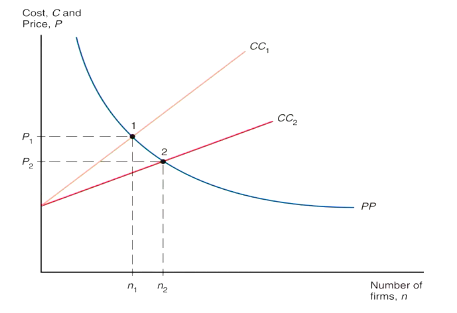 Cost, C and
Price, P
CC1
1
CC2
P1
2
P2
PP
n1
n2
Number of
firms, n